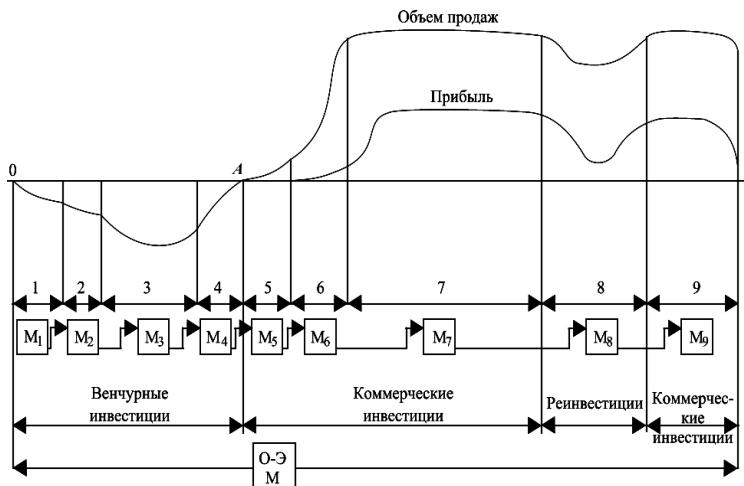 Объем продаж
Прибыль
0
A
1 2 3 4 5 6 7 8 9
M1 M2 M3 M4 M5 M6 M7 M8 M9
Венчурные
инвестиции
Коммерческие
инвестиции
Реинвестиции
Коммерчес-
кие
инвестиции
О-Э
М